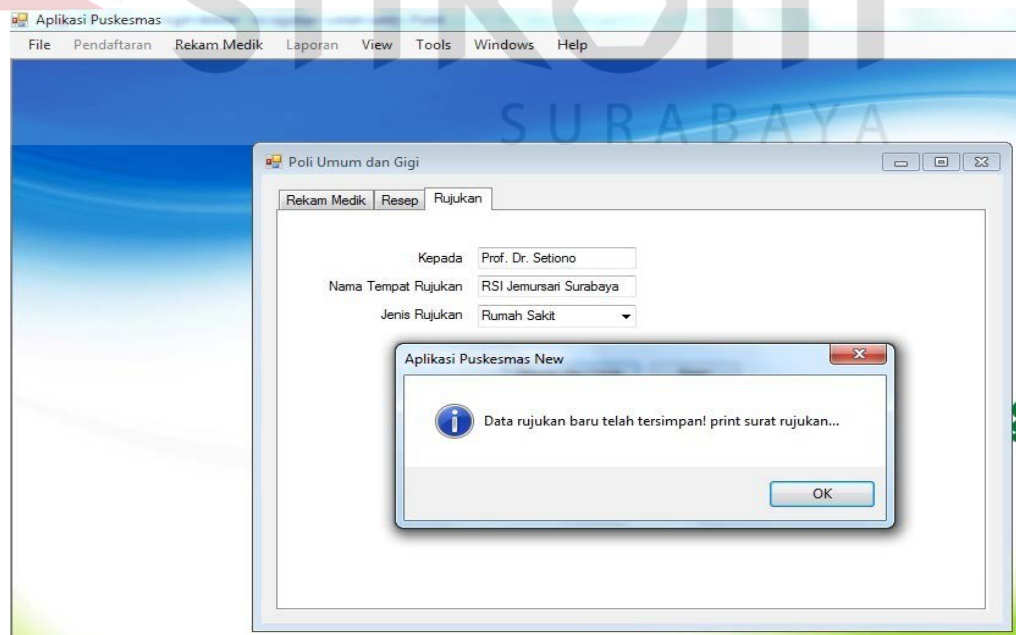 Aplikasi Puskesmas
File Pendaftaran Rekam Medik Laporan View Tools Windows Help
SURABAYA
Poli Umum dan Gigi
Rekam Medik Resep Rujukan
Kepada Prof. Dr. Setiono
Nama Tempat Rujukan RSI Jemursari Surabaya
Jenis Rujukan Rumah Sakit
Aplikasi Puskesmas New
Data rujukan baru telah tersimpan! print surat rujukan...
OK